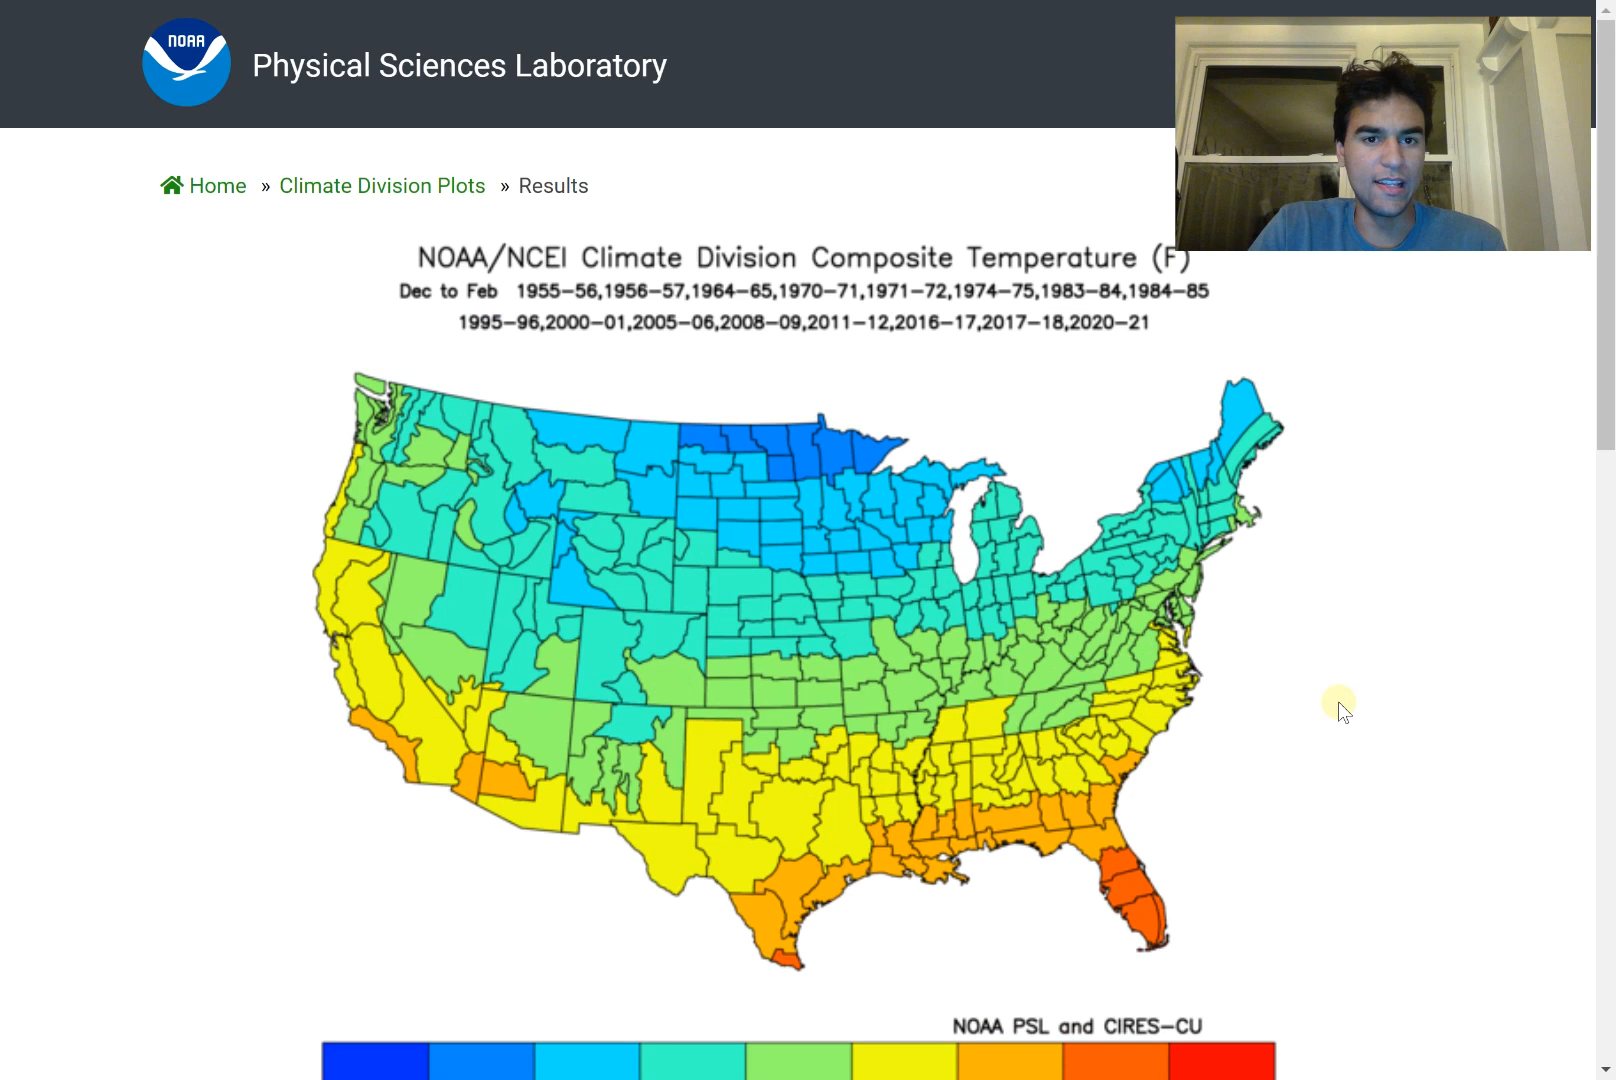 NOAA
Physical Sciences Laboratory
Home » Climate Division Plots » Results
NOAA/NCEI Climate Division Composite Temperature (F)
Dec to Feb 1955-56,1956-57,1964-65,1970-71,1971-72,1974-75,1983-84,1984-85
1995-96,2000-01,2005-06,2008-09,2011-12,2016-17,2017-18,2020-21
NOAA PSL and CIRES-CU